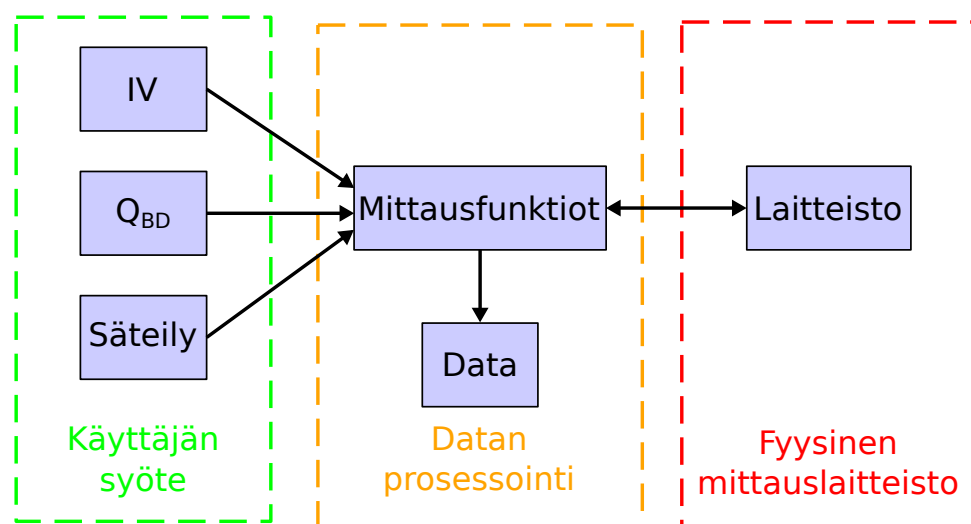 IV
Q_BD
Säteily
Käyttäjän
syöte
Mittausfunktiot
Data
Datan
prosessointi
Laitteisto
Fyysinen
mittauslaitteisto